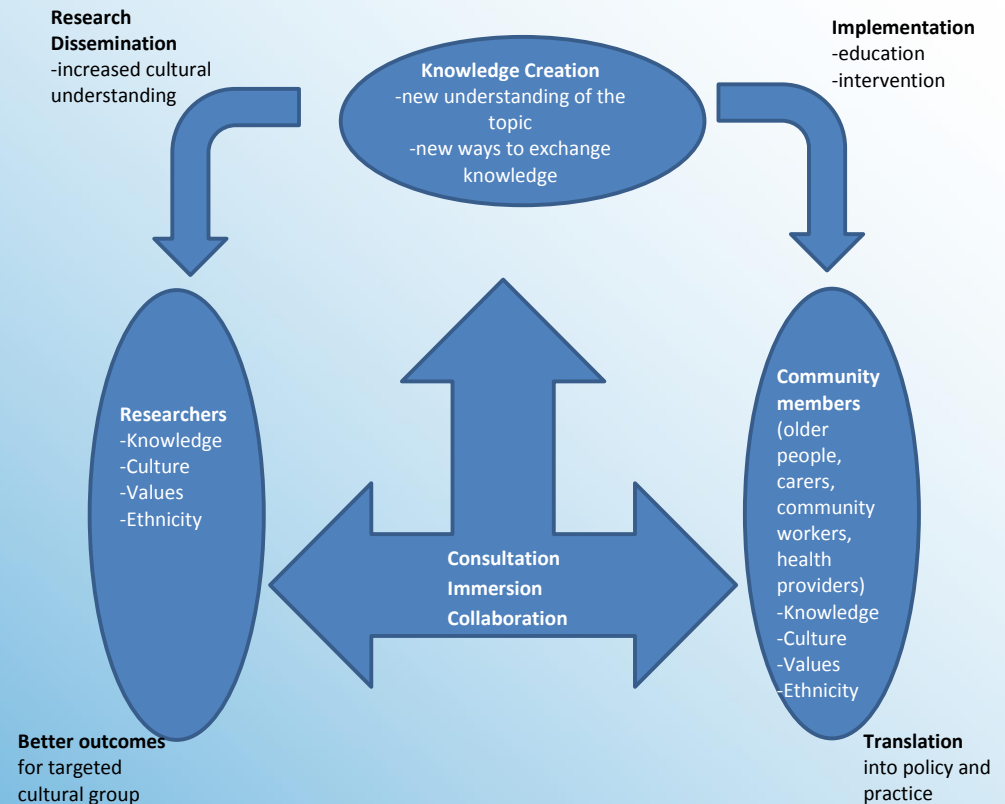 Research
Dissemination
-increased cultural
understanding
Knowledge Creation
-new understanding of the
topic
-new ways to exchange
knowledge
Implementation
-education
-intervention
Researchers
-Knowledge
-Culture
-Values
-Ethnicity
Consultation
Immersion
Collaboration
Community
members
(older
people,
carers,
community
workers,
health
providers)
-Knowledge
-Culture
-Values
-Ethnicity
Better outcomes
for targeted
cultural group
Translation
into policy and
practice